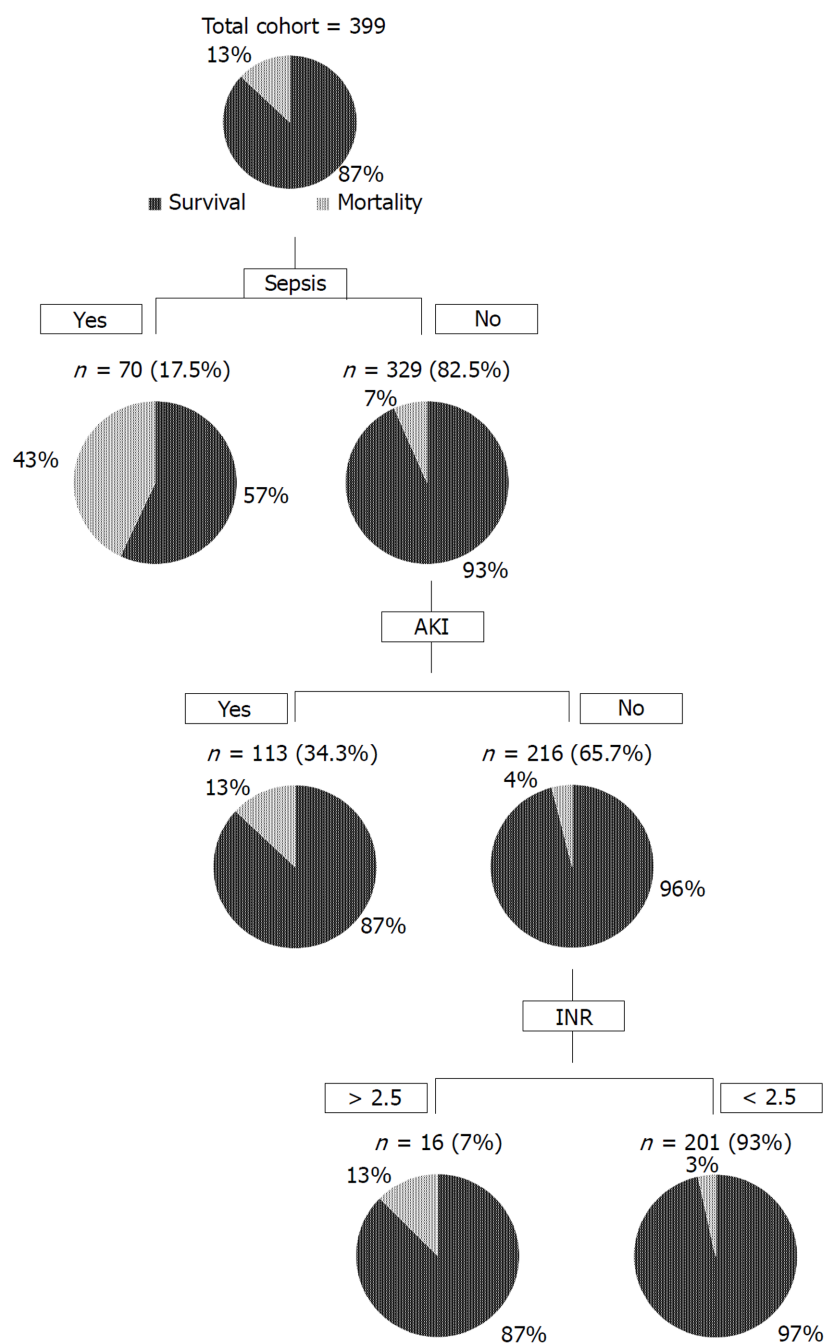 Total cohort = 399
13%
87%
Survival Mortality
Sepsis
Yes No
n = 70 (17.5%) n = 329 (82.5%)
7%
43%
57%
93%
AKI
Yes No
n = 113 (34.3%) n = 216 (65.7%)
13% 4%
96%
87%
INR
> 2.5 < 2.5
n = 16 (7%) n = 201 (93%)
13% 3%
87% 97%